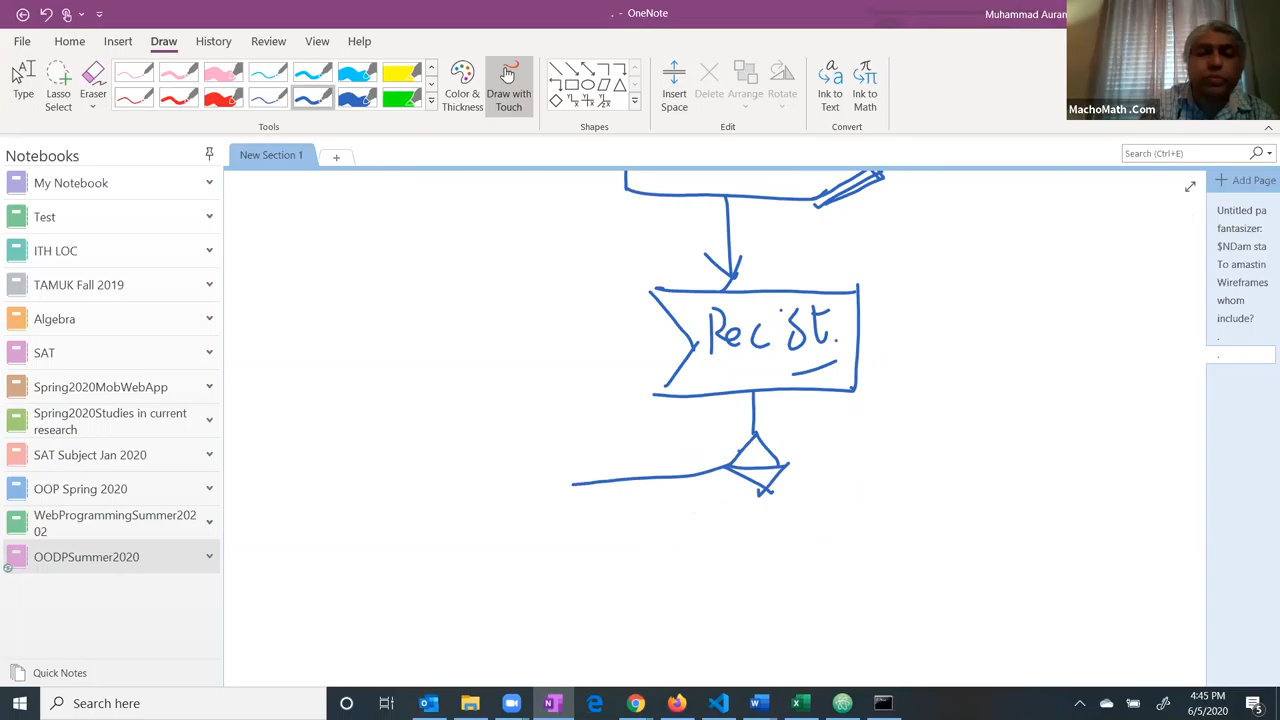 . - OneNote
Muhammad Auran
File Home Insert Draw History Review View Help
Type
Lasso Select
Eraser
Color & Thickness
Draw with Touch
Insert Space
Delete
Arrange
Rotate
Ink to Text
Ink to Math
Tools
Shapes
Edit
Convert
MachoMath .Com
Notebooks
New Section 1
Search (Ctrl+E)
Add Page
My Notebook
Test
ITH LOC
TAMUK Fall 2019
Algebra
SAT
Spring2020MobWebApp
Spring2020Studies in current
research
SAT Subject Jan 2020
OOP Spring 2020
WebProgrammingSummer202
02
OODPSummer2020
Quick Notes
Untitled pa
fantasizer:
$NDam sta
To amastin
Wireframes
whom
include?
.
.
Search here
4:45 PM
6/5/2020
5